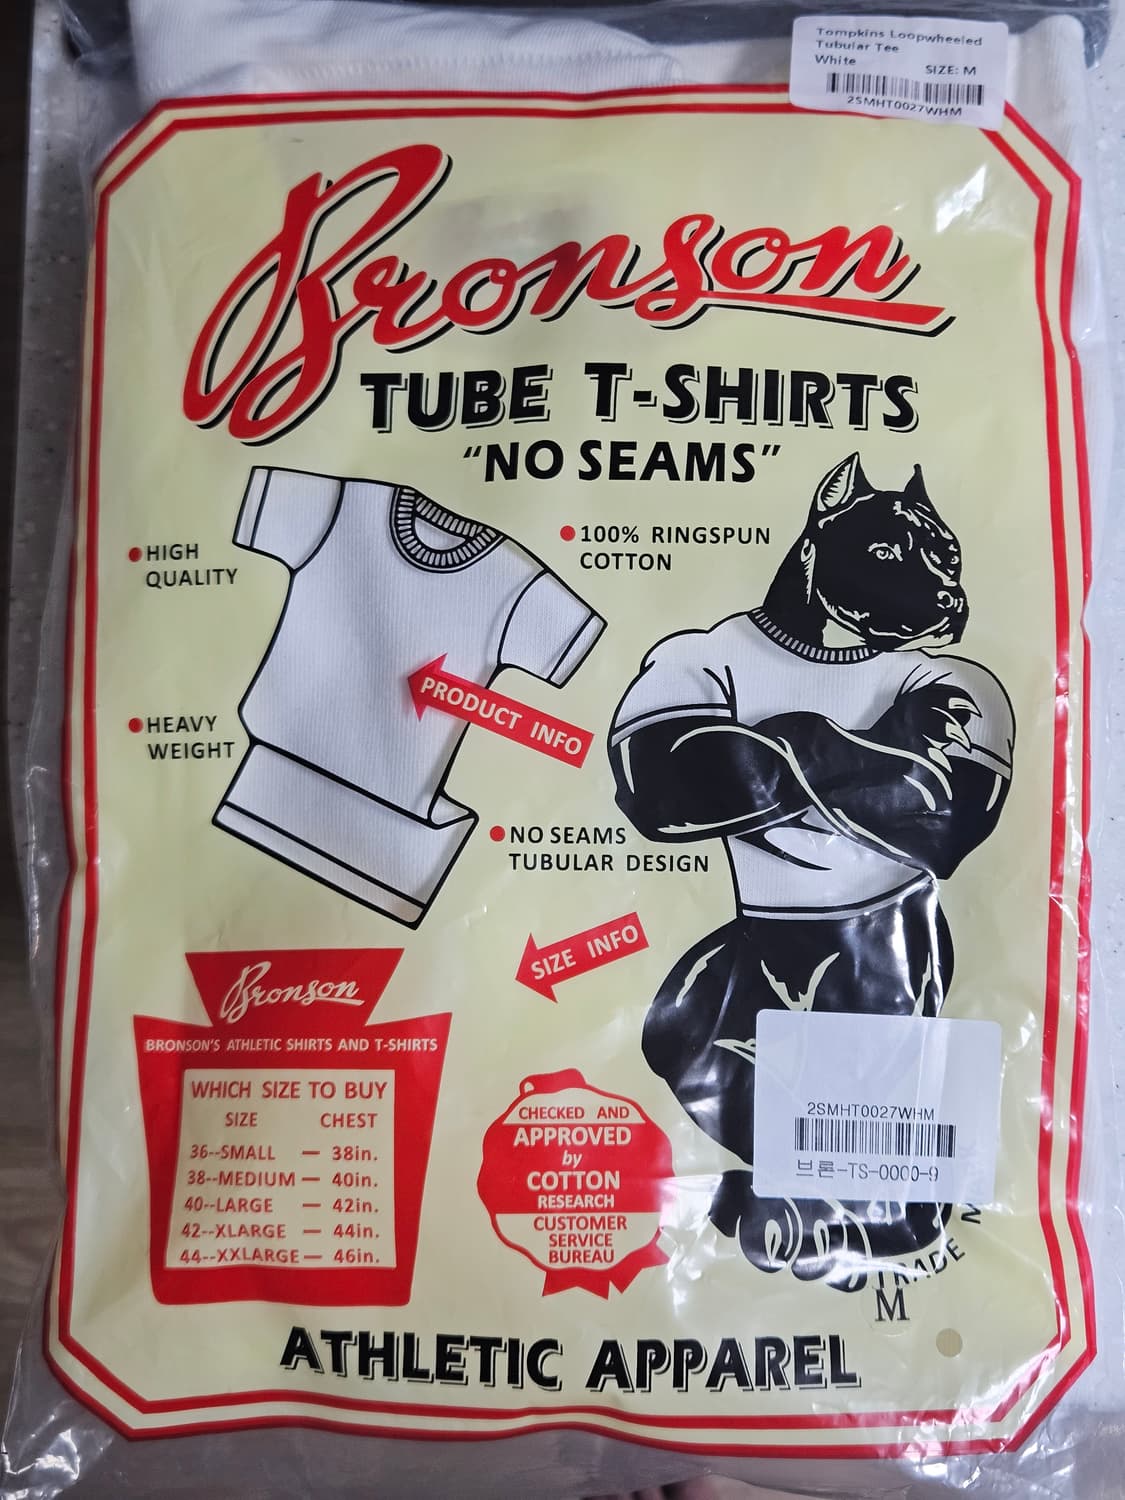 Tompkins Loopwheeled
Tubular Tee
White SIZE: M
2SMHT0027WHM
Bronson
TUBE T-SHIRTS
“NO SEAMS”
●HIGH
QUALITY
●100% RINGSPUN
COTTON
●HEAVY
WEIGHT
PRODUCT INFO
●NO SEAMS
TUBULAR DESIGN
SIZE INFO
Bronson
BRONSON'S ATHLETIC SHIRTS AND T-SHIRTS
WHICH SIZE TO BUY
SIZE CHEST
36--SMALL — 38in.
38--MEDIUM — 40in.
40--LARGE — 42in.
42--XLARGE — 44in.
44--XXLARGE — 46in.
CHECKED AND
APPROVED
by
COTTON
RESEARCH
CUSTOMER
SERVICE
BUREAU
2SMHT0027WHM
브론-TS-0000-9
TRADE
M
ATHLETIC APPAREL